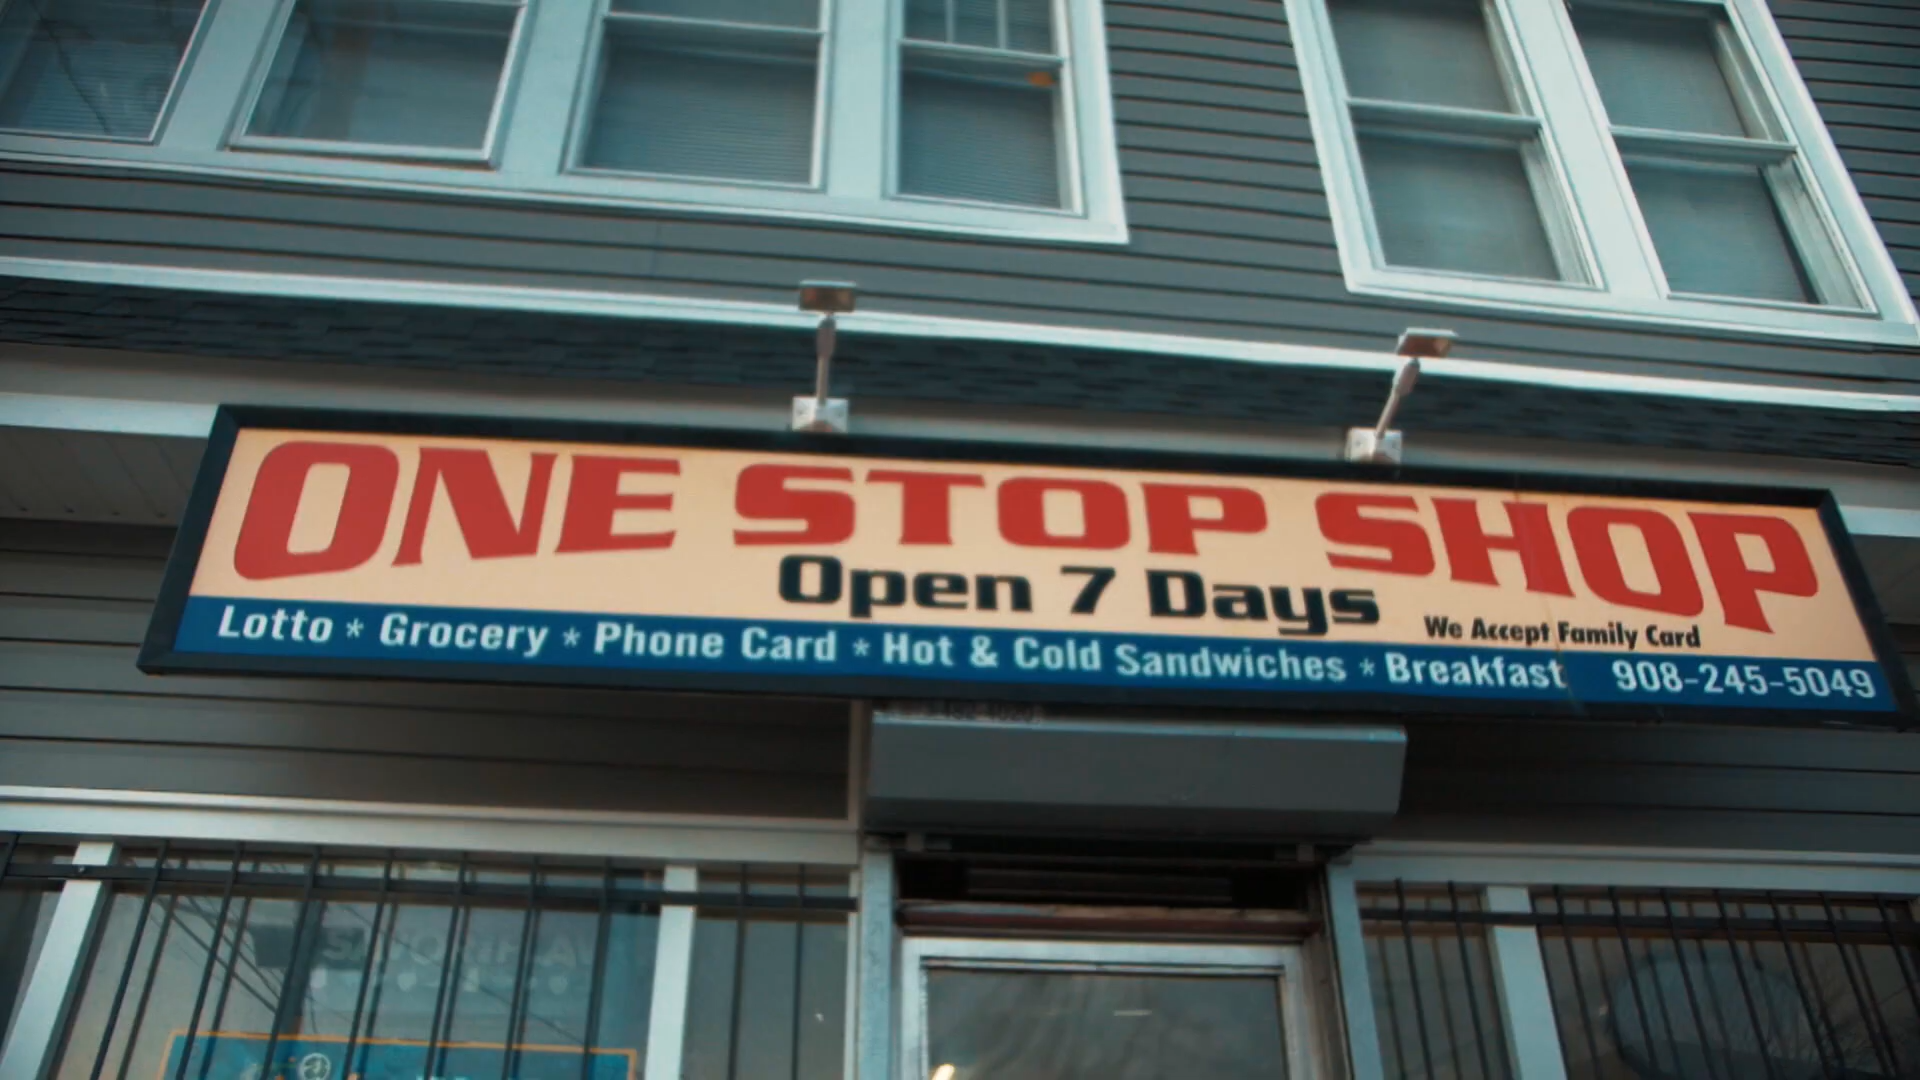 ONE STOP SHOP
Open 7 Days
We Accept Family Card
Lotto * Grocery * Phone Card * Hot & Cold Sandwiches * Breakfast 908-245-5049